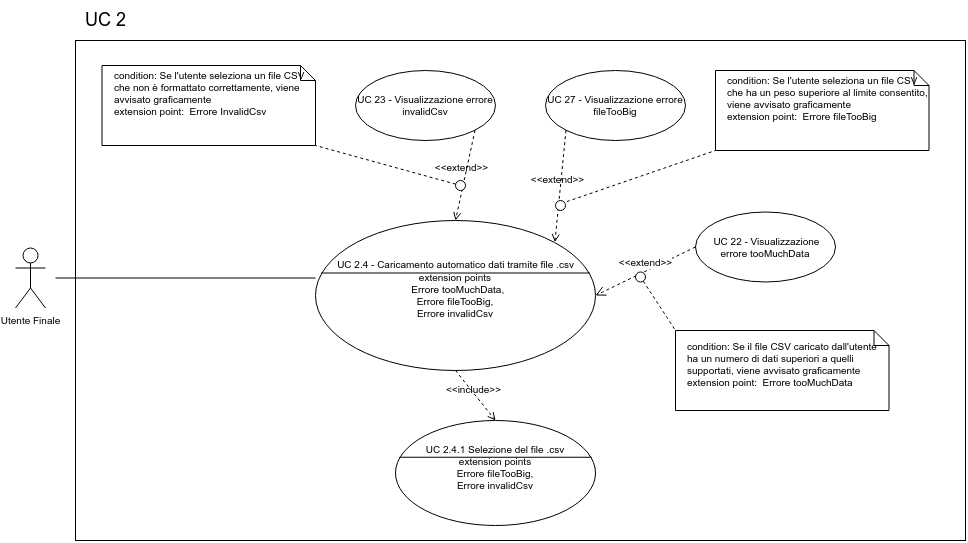 UC 2
condition: Se l'utente seleziona un file CSV
che non è formattato correttamente, viene
avvisato graficamente
extension point:  Errore InvalidCsv
UC 23 - Visualizzazione errore
invalidCsv
UC 27 - Visualizzazione errore
fileTooBig
condition: Se l'utente seleziona un file CSV
che ha un peso superiore al limite consentito,
viene avvisato graficamente
extension point:  Errore fileTooBig
<<extend>>
<<extend>>
UC 22 - Visualizzazione
errore tooMuchData
<<extend>>
UC 2.4 - Caricamento automatico dati tramite file .csv
extension points
Errore tooMuchData,
Errore fileTooBig,
Errore invalidCsv
Utente Finale
condition: Se il file CSV caricato dall'utente
ha un numero di dati superiori a quelli
supportati, viene avvisato graficamente
extension point:  Errore tooMuchData
<<include>>
UC 2.4.1 Selezione del file .csv
extension points
Errore fileTooBig,
Errore invalidCsv